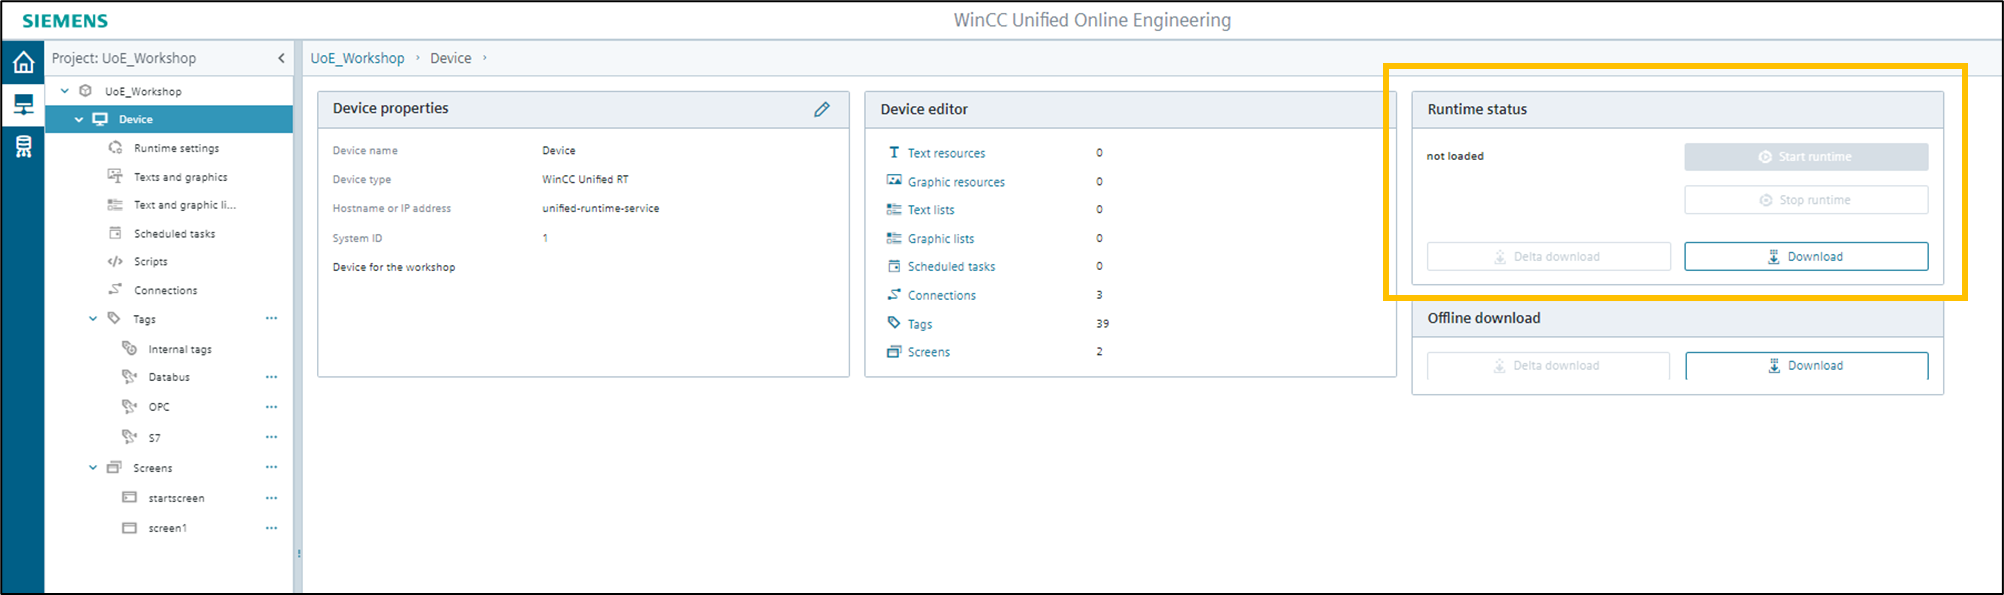 SIEMENS
WinCC Unified Online Engineering
Project: UoE_Workshop
UoE_Workshop
Device
Runtime settings
Texts and graphics
Text and graphic li...
Scheduled tasks
Scripts
Connections
Tags
Internal tags
Databus
OPC
S7
Screens
startscreen
screen1
UoE_Workshop > Device >
Device properties
Device name Device
Device type WinCC Unified RT
Hostname or IP address unified-runtime-service
System ID 1
Device for the workshop
Device editor
Text resources 0
Graphic resources 0
Text lists 0
Graphic lists 0
Scheduled tasks 0
Connections 3
Tags 39
Screens 2
Runtime status
not loaded Start runtime
Stop runtime
Delta download Download
Offline download
Delta download Download